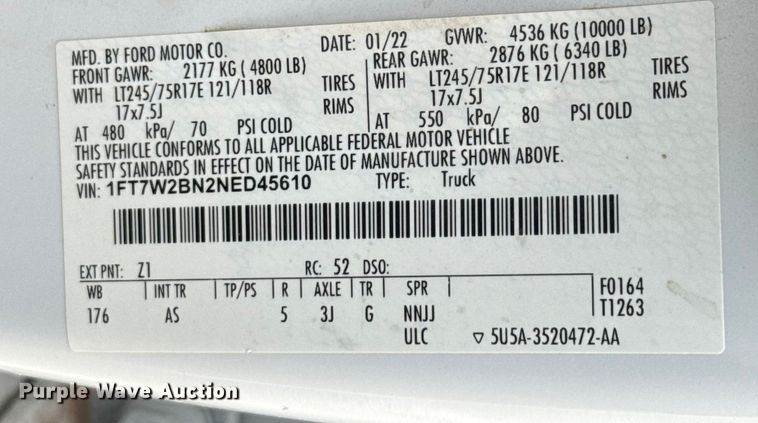 MFD. BY FORD MOTOR CO. DATE: 01/22 GVWR: 4536 KG (10000 LB)
FRONT GAWR: 2177 KG ( 4800 LB) REAR GAWR: 2876 KG ( 6340 LB)
WITH LT245/75R17E 121/118R TIRES WITH LT245/75R17E 121/118R TIRES
17x7.5J RIMS 17x7.5J RIMS
AT 480 kPa/ 70 PSI COLD AT 550 kPa/ 80 PSI COLD
THIS VEHICLE CONFORMS TO ALL APPLICABLE FEDERAL MOTOR VEHICLE
SAFETY STANDARDS IN EFFECT ON THE DATE OF MANUFACTURE SHOWN ABOVE.
VIN: 1FT7W2BN2NED45610 TYPE: Truck
EXT PNT: Z1 RC: 52 DSO:
WB INT TR TP/PS R AXLE TR SPR F0164
176 AS 5 3J G NNJJ T1263
ULC ▽ 5U5A-3520472-AA
Purple Wave Auction